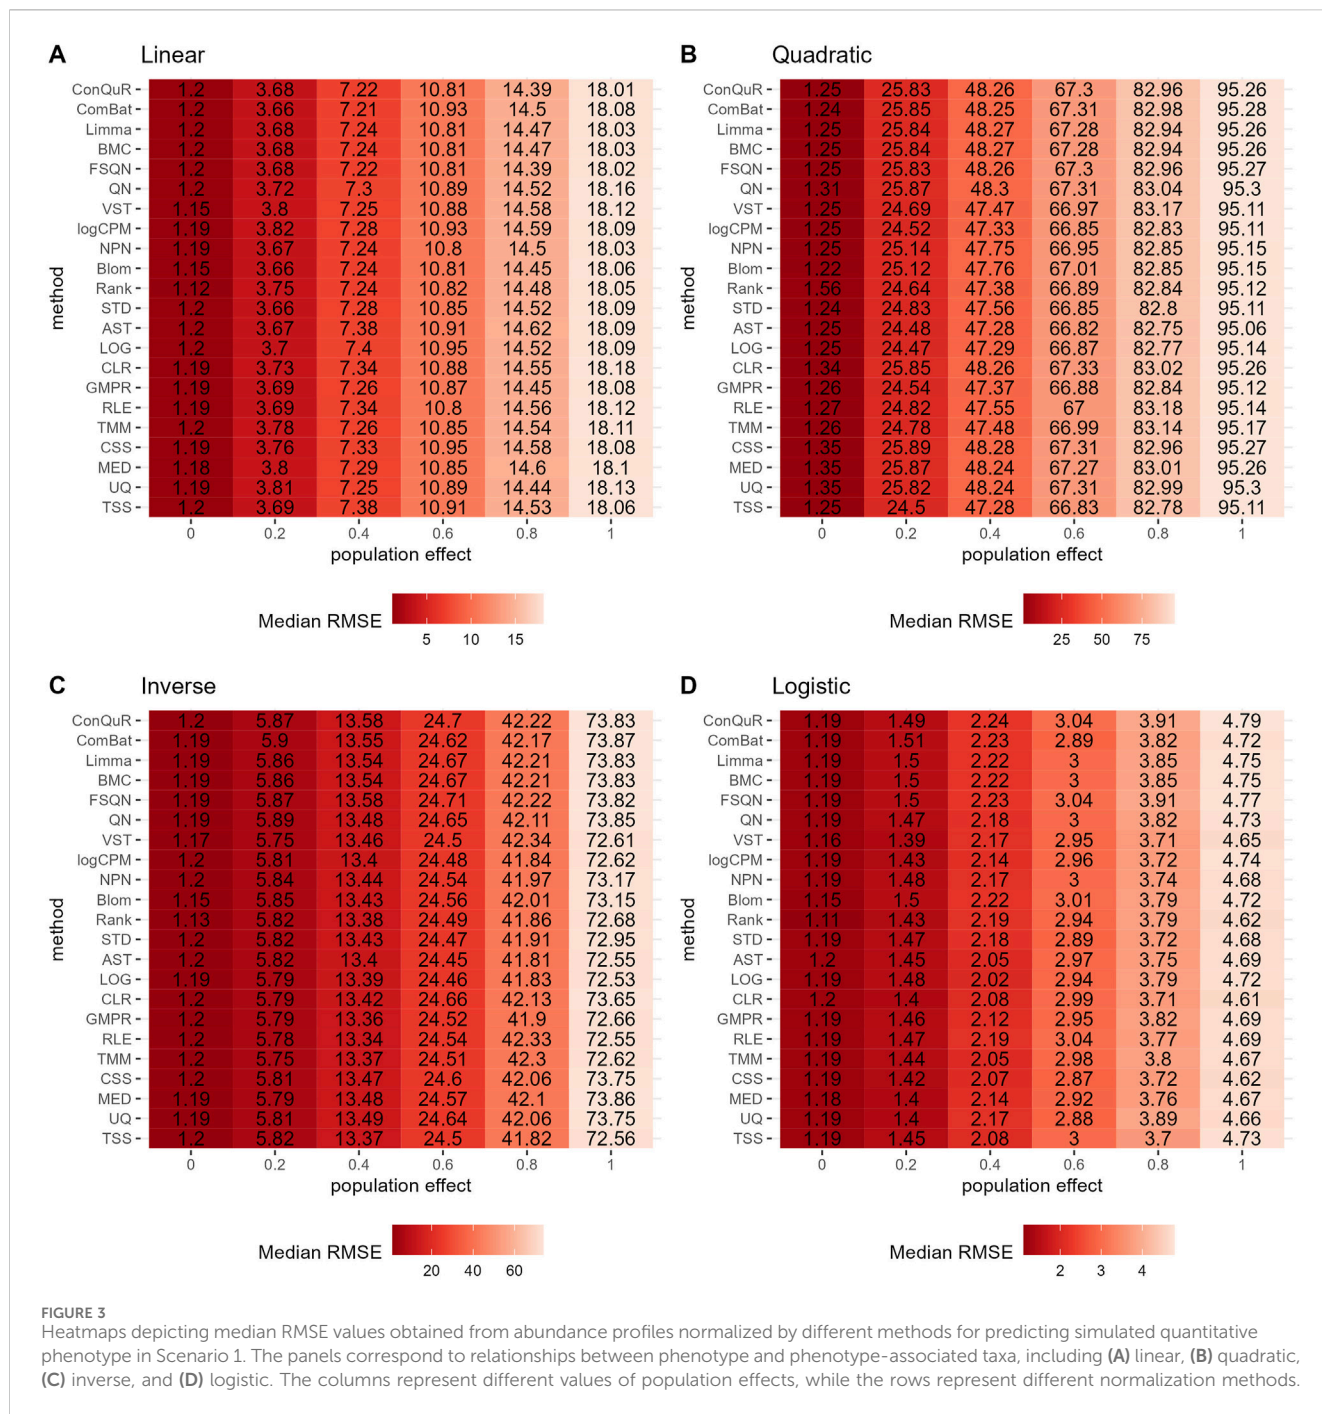 A Linear
ConQuR 1.2 3.68 7.22 10.81 14.39 18.01
ComBat 1.2 3.66 7.21 10.93 14.5 18.08
Limma 1.2 3.68 7.24 10.81 14.47 18.03
BMC 1.2 3.68 7.24 10.81 14.47 18.03
FSQN 1.2 3.68 7.22 10.81 14.39 18.02
QN 1.2 3.72 7.3 10.89 14.52 18.16
VST 1.15 3.8 7.25 10.88 14.58 18.12
logCPM 1.19 3.82 7.28 10.93 14.59 18.09
NPN 1.19 3.67 7.24 10.8 14.5 18.03
Blom 1.15 3.66 7.24 10.81 14.45 18.06
Rank 1.12 3.75 7.24 10.82 14.48 18.05
STD 1.2 3.66 7.28 10.85 14.52 18.09
AST 1.2 3.67 7.38 10.91 14.62 18.09
LOG 1.2 3.7 7.4 10.95 14.52 18.09
CLR 1.19 3.73 7.34 10.88 14.55 18.18
GMPR 1.19 3.69 7.26 10.87 14.45 18.08
RLE 1.19 3.69 7.34 10.8 14.56 18.12
TMM 1.2 3.78 7.26 10.85 14.54 18.11
CSS 1.19 3.76 7.33 10.95 14.58 18.08
MED 1.18 3.8 7.29 10.85 14.6 18.1
UQ 1.19 3.81 7.25 10.89 14.44 18.13
TSS 1.2 3.69 7.38 10.91 14.53 18.06
method
0 0.2 0.4 0.6 0.8 1
population effect
Median RMSE
5 10 15
B Quadratic
ConQuR 1.25 25.83 48.26 67.3 82.96 95.26
ComBat 1.24 25.85 48.25 67.31 82.98 95.28
Limma 1.25 25.84 48.27 67.28 82.94 95.26
BMC 1.25 25.84 48.27 67.28 82.94 95.26
FSQN 1.25 25.83 48.26 67.3 82.96 95.27
QN 1.31 25.87 48.3 67.31 83.04 95.3
VST 1.25 24.69 47.47 66.97 83.17 95.11
logCPM 1.25 24.52 47.33 66.85 82.83 95.11
NPN 1.25 25.14 47.75 66.95 82.85 95.15
Blom 1.22 25.12 47.76 67.01 82.85 95.15
Rank 1.56 24.64 47.38 66.89 82.84 95.12
STD 1.24 24.83 47.56 66.85 82.8 95.11
AST 1.25 24.48 47.28 66.82 82.75 95.06
LOG 1.25 24.47 47.29 66.87 82.77 95.14
CLR 1.34 25.85 48.26 67.33 83.02 95.26
GMPR 1.26 24.54 47.37 66.88 82.84 95.12
RLE 1.27 24.82 47.55 67 83.18 95.14
TMM 1.26 24.78 47.48 66.99 83.14 95.17
CSS 1.35 25.89 48.28 67.31 82.96 95.27
MED 1.35 25.87 48.24 67.27 83.01 95.26
UQ 1.35 25.82 48.24 67.31 82.99 95.3
TSS 1.25 24.5 47.28 66.83 82.78 95.11
method
0 0.2 0.4 0.6 0.8 1
population effect
Median RMSE
25 50 75
C Inverse
ConQuR 1.2 5.87 13.58 24.7 42.22 73.83
ComBat 1.19 5.9 13.55 24.62 42.17 73.87
Limma 1.19 5.86 13.54 24.67 42.21 73.83
BMC 1.19 5.86 13.54 24.67 42.21 73.83
FSQN 1.19 5.87 13.58 24.71 42.22 73.82
QN 1.19 5.89 13.48 24.65 42.11 73.85
VST 1.17 5.75 13.46 24.5 42.34 72.61
logCPM 1.2 5.81 13.4 24.48 41.84 72.62
NPN 1.2 5.84 13.44 24.54 41.97 73.17
Blom 1.15 5.85 13.43 24.56 42.01 73.15
Rank 1.13 5.82 13.38 24.49 41.86 72.68
STD 1.2 5.82 13.43 24.47 41.91 72.95
AST 1.2 5.82 13.4 24.45 41.81 72.55
LOG 1.19 5.79 13.39 24.46 41.83 72.53
CLR 1.2 5.79 13.42 24.66 42.13 73.65
GMPR 1.2 5.79 13.36 24.52 41.9 72.66
RLE 1.2 5.78 13.34 24.54 42.33 72.55
TMM 1.2 5.75 13.37 24.51 42.3 72.62
CSS 1.2 5.81 13.47 24.6 42.06 73.75
MED 1.19 5.79 13.48 24.57 42.1 73.86
UQ 1.19 5.81 13.49 24.64 42.06 73.75
TSS 1.2 5.82 13.37 24.5 41.82 72.56
method
0 0.2 0.4 0.6 0.8 1
population effect
Median RMSE
20 40 60
D Logistic
ConQuR 1.19 1.49 2.24 3.04 3.91 4.79
ComBat 1.19 1.51 2.23 2.89 3.82 4.72
Limma 1.19 1.5 2.22 3 3.85 4.75
BMC 1.19 1.5 2.22 3 3.85 4.75
FSQN 1.19 1.5 2.23 3.04 3.91 4.77
QN 1.19 1.47 2.18 3 3.82 4.73
VST 1.16 1.39 2.17 2.95 3.71 4.65
logCPM 1.19 1.43 2.14 2.96 3.72 4.74
NPN 1.19 1.48 2.17 3 3.74 4.68
Blom 1.15 1.5 2.22 3.01 3.79 4.72
Rank 1.11 1.43 2.19 2.94 3.79 4.62
STD 1.19 1.47 2.18 2.89 3.72 4.68
AST 1.2 1.45 2.05 2.97 3.75 4.69
LOG 1.19 1.48 2.02 2.94 3.79 4.72
CLR 1.2 1.4 2.08 2.99 3.71 4.61
GMPR 1.19 1.46 2.12 2.95 3.82 4.69
RLE 1.19 1.47 2.19 3.04 3.77 4.69
TMM 1.19 1.44 2.05 2.98 3.8 4.67
CSS 1.19 1.42 2.07 2.87 3.72 4.62
MED 1.18 1.4 2.14 2.92 3.76 4.67
UQ 1.19 1.4 2.17 2.88 3.89 4.66
TSS 1.19 1.45 2.08 3 3.7 4.73
method
0 0.2 0.4 0.6 0.8 1
population effect
Median RMSE
2 3 4
FIGURE 3
Heatmaps depicting median RMSE values obtained from abundance profiles normalized by different methods for predicting simulated quantitative
phenotype in Scenario 1. The panels correspond to relationships between phenotype and phenotype-associated taxa, including (A) linear, (B) quadratic,
(C) inverse, and (D) logistic. The columns represent different values of population effects, while the rows represent different normalization methods.